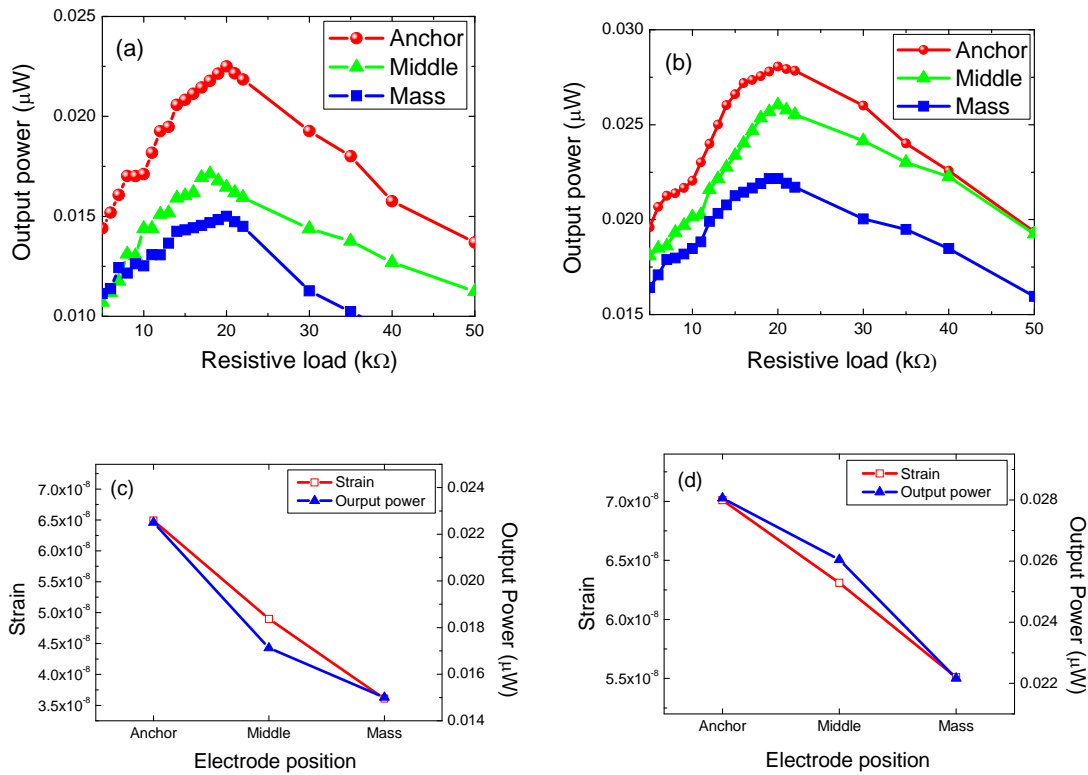 (a)
Anchor
Middle
Mass
0.025
0.020
0.015
0.010
Output power (μW)
10 20 30 40 50
Resistive load (kΩ)
(b)
Anchor
Middle
Mass
0.030
0.025
0.020
0.015
Output power (μW)
10 20 30 40 50
Resistive load (kΩ)
(c)
Strain
Ourput power
7.0x10⁻⁸
6.5x10⁻⁸
6.0x10⁻⁸
5.5x10⁻⁸
5.0x10⁻⁸
4.5x10⁻⁸
4.0x10⁻⁸
3.5x10⁻⁸
Strain
0.024
0.022
0.020
0.018
0.016
0.014
Output Power (μW)
Anchor Middle Mass
Electrode position
(d)
Strain
Output power
7.0x10⁻⁸
6.5x10⁻⁸
6.0x10⁻⁸
5.5x10⁻⁸
Strain
0.028
0.026
0.024
0.022
Output Power (μW)
Anchor Middle Mass
Electrode position